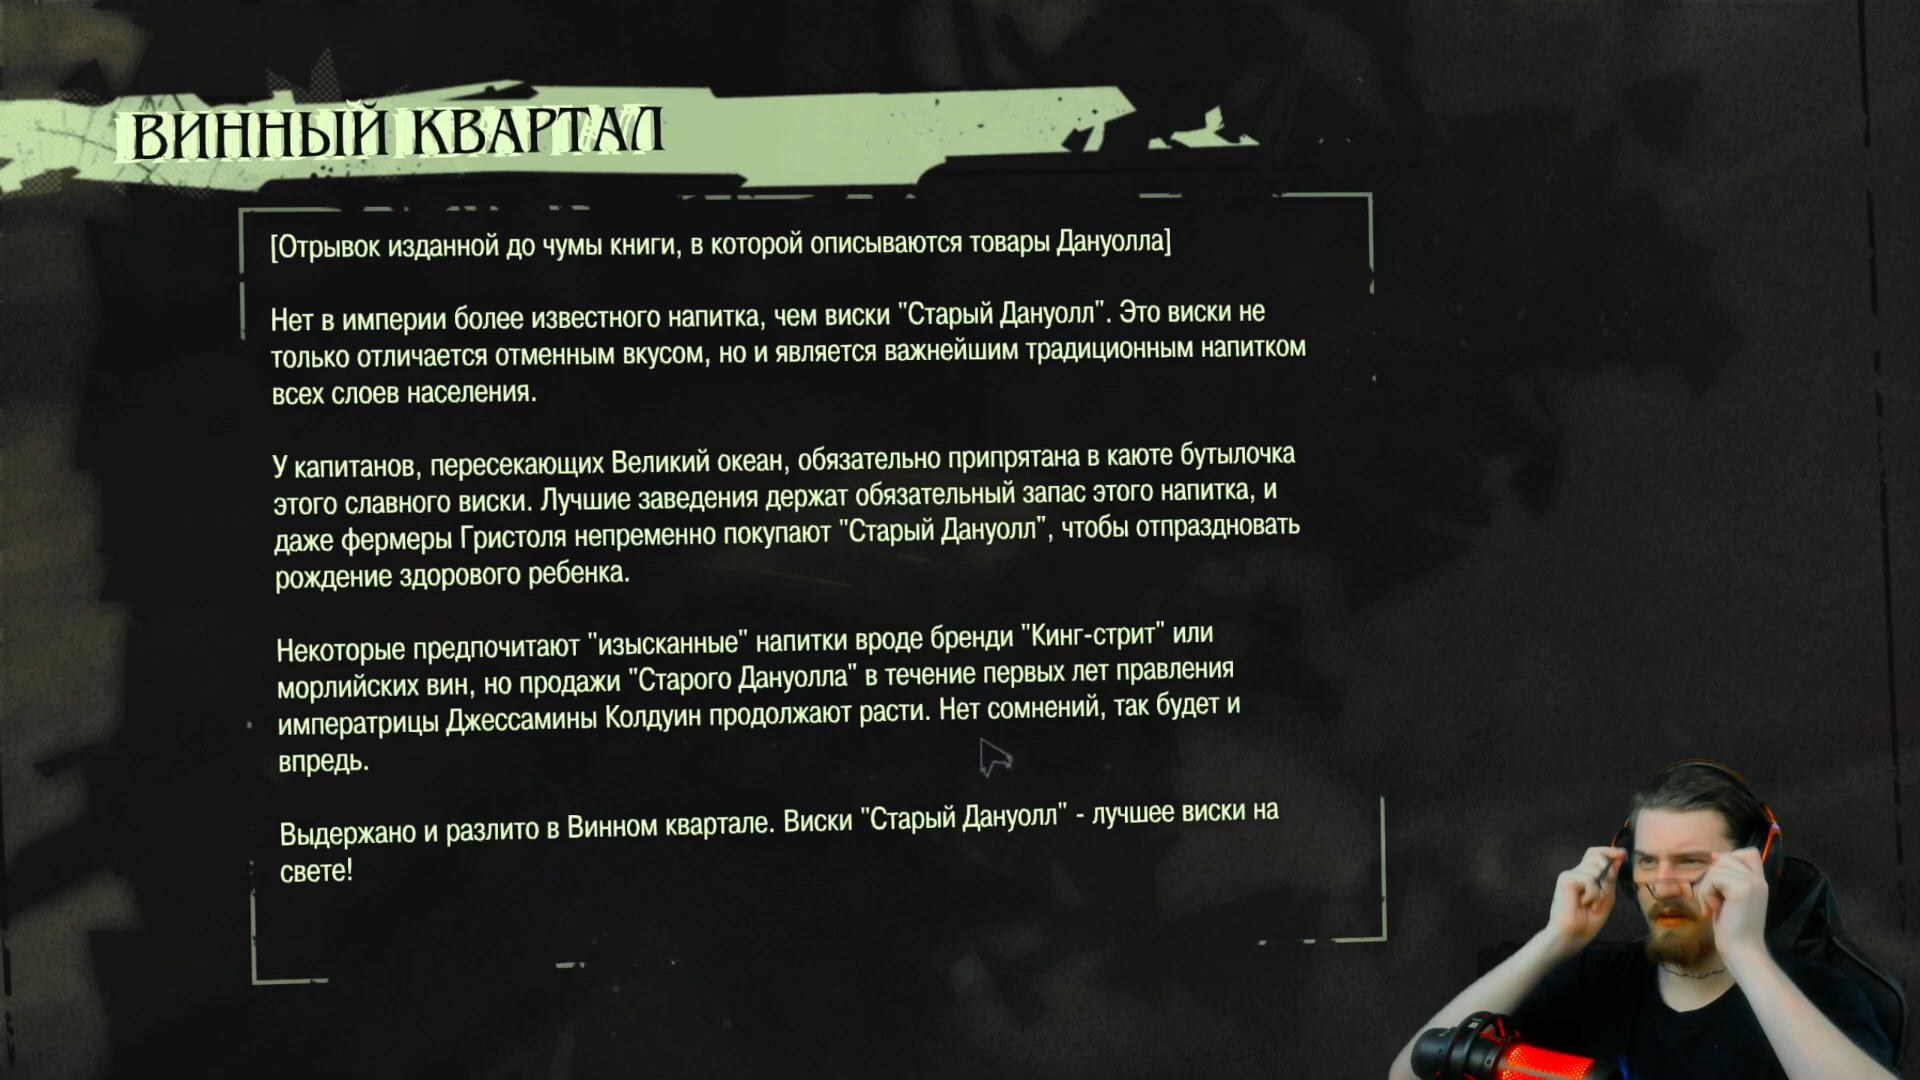 ВИННЫЙ КВАРТАЛ
[Отрывок изданной до чумы книги, в которой описываются товары Дануолла]
Нет в империи более известного напитка, чем виски "Старый Дануолл". Это виски не
только отличается отменным вкусом, но и является важнейшим традиционным напитком
всех слоев населения.
У капитанов, пересекающих Великий океан, обязательно припрятана в каюте бутылочка
этого славного виски. Лучшие заведения держат обязательный запас этого напитка, и
даже фермеры Гристоля непременно покупают "Старый Дануолл", чтобы отпраздновать
рождение здорового ребенка.
Некоторые предпочитают "изысканные" напитки вроде бренди "Кинг-стрит" или
морлийских вин, но продажи "Старого Дануолла" в течение первых лет правления
императрицы Джессамины Колдуин продолжают расти. Нет сомнений, так будет и
впредь.
Выдержано и разлито в Винном квартале. Виски "Старый Дануолл" - лучшее виски на
свете!